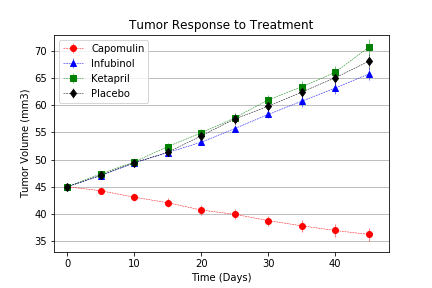 Tumor Response to Treatment
Capomulin
Infubinol
Ketapril
Placebo
Tumor Volume (mm3)
70
65
60
55
50
45
40
35
0 10 20 30 40
Time (Days)